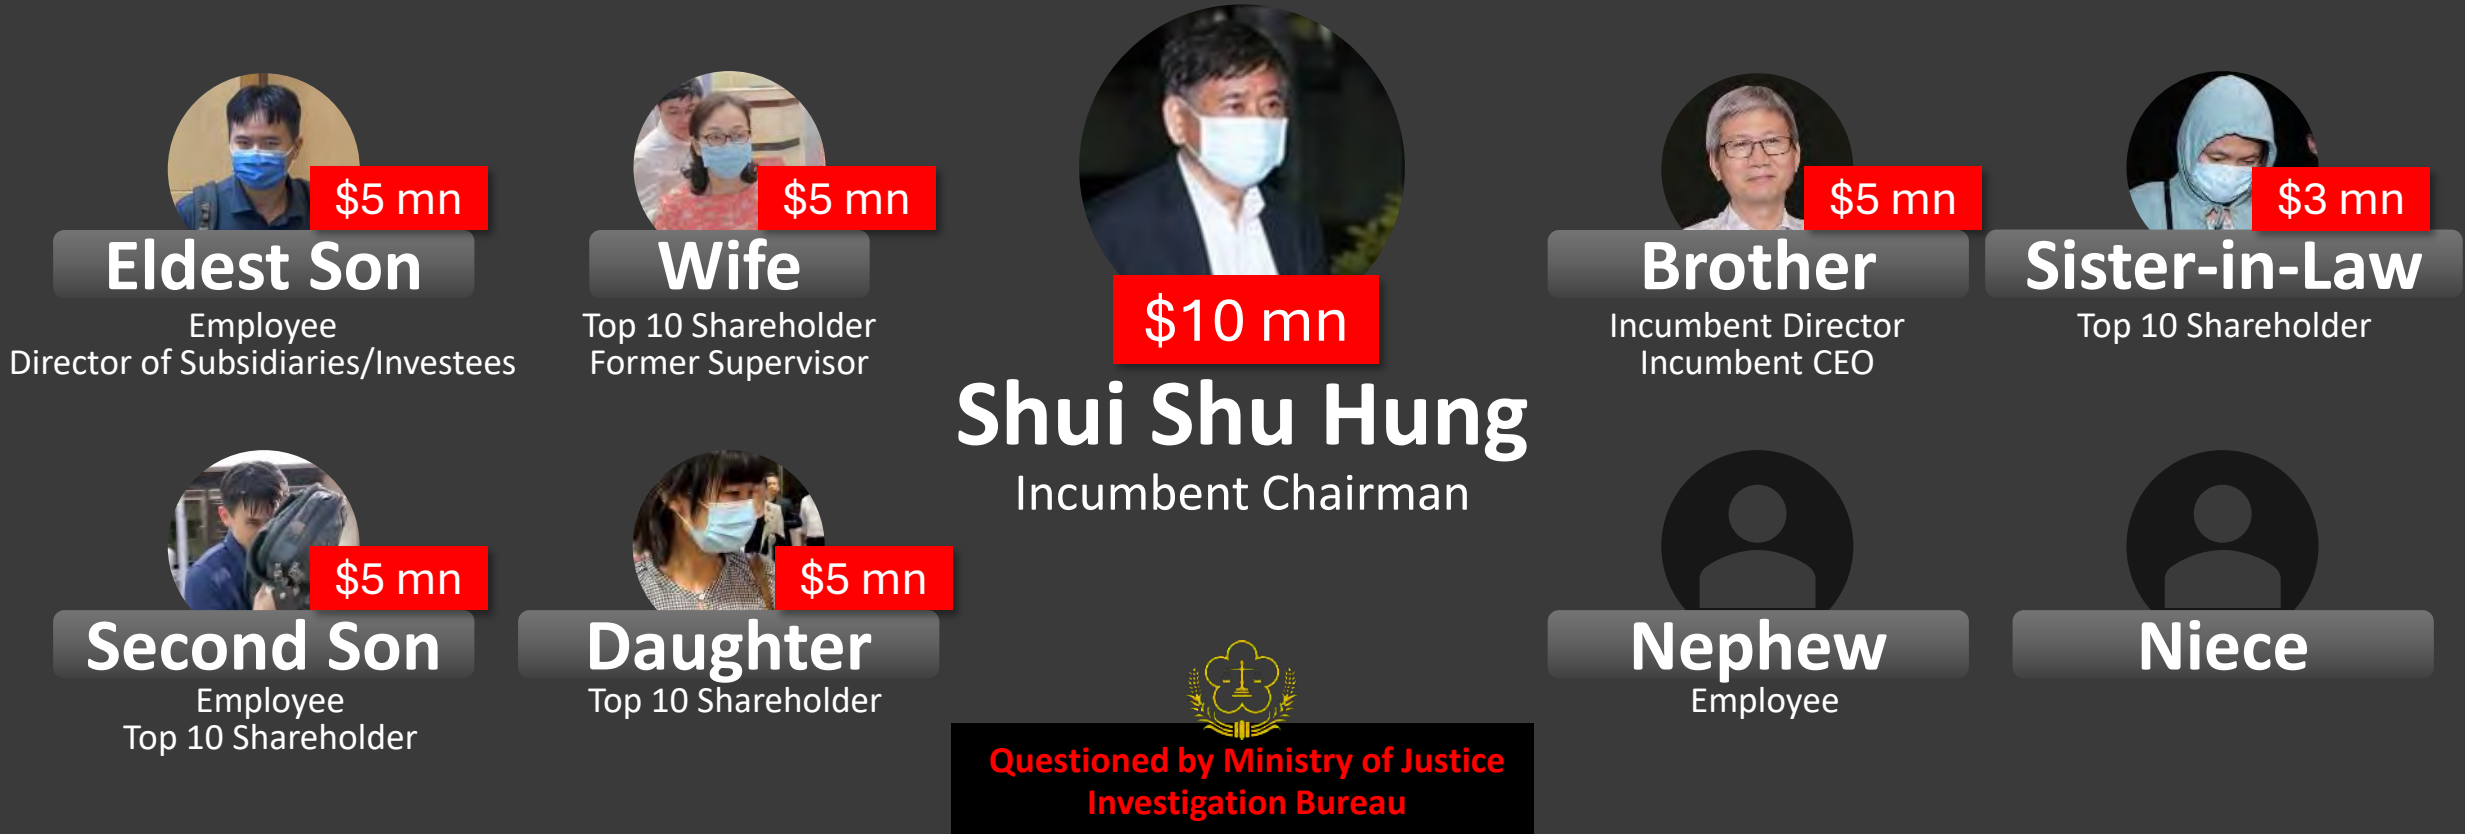 $5 mn
Eldest Son
Employee
Director of Subsidiaries/Investees
$5 mn
Wife
Top 10 Shareholder
Former Supervisor
$5 mn
Second Son
Employee
Top 10 Shareholder
$5 mn
Daughter
Top 10 Shareholder
$10 mn
Shui Shu Hung
Incumbent Chairman
Questioned by Ministry of Justice
Investigation Bureau
$5 mn
Brother
Incumbent Director
Incumbent CEO
$3 mn
Sister-in-Law
Top 10 Shareholder
Nephew
Employee
Niece